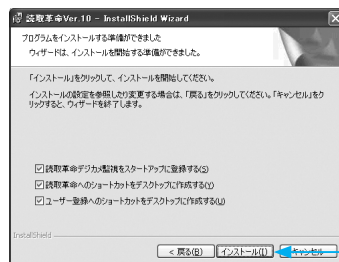 読取革命Ver.10 - InstallShield Wizard
プログラムをインストールする準備ができました
ウィザードは、インストールを開始する準備ができました。
「インストール」をクリックして、インストールを開始してください。
インストールの設定を参照したり変更する場合は、「戻る」をクリックしてください。「キャンセル」をク
リックすると、ウィザードを終了します。
読取革命デジカメ監視をスタートアップに登録する(S)
読取革命へのショートカットをデスクトップに作成する(Y)
ユーザー登録へのショートカットをデスクトップに作成する(U)
InstallShield
< 戻る(B) インストール(I) キャンセル